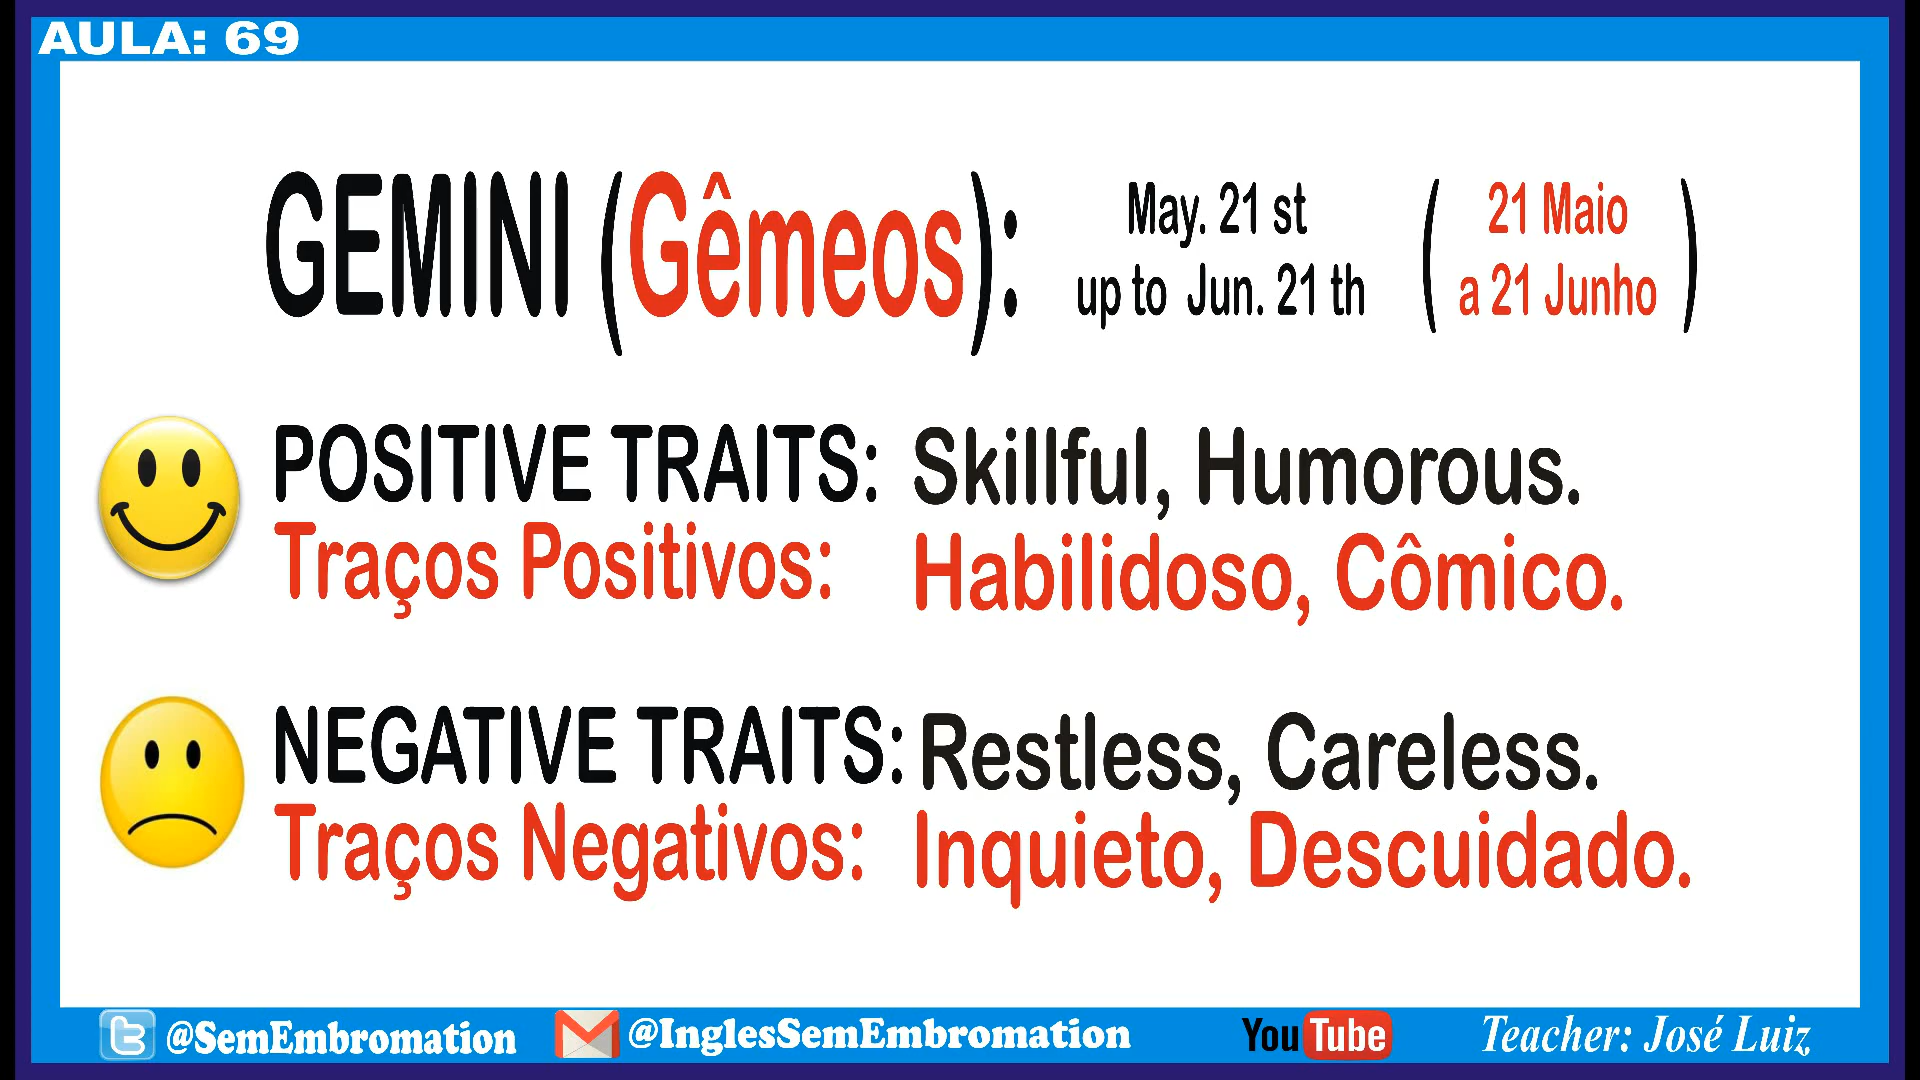 AULA: 69
GEMINI (Gêmeos): May. 21 st up to Jun. 21 th ( 21 Maio a 21 Junho )
POSITIVE TRAITS: Skillful, Humorous.
Traços Positivos: Habilidoso, Cômico.
NEGATIVE TRAITS: Restless, Careless.
Traços Negativos: Inquieto, Descuidado.
@SemEmbromation @InglesSemEmbromation YouTube Teacher: José Luiz